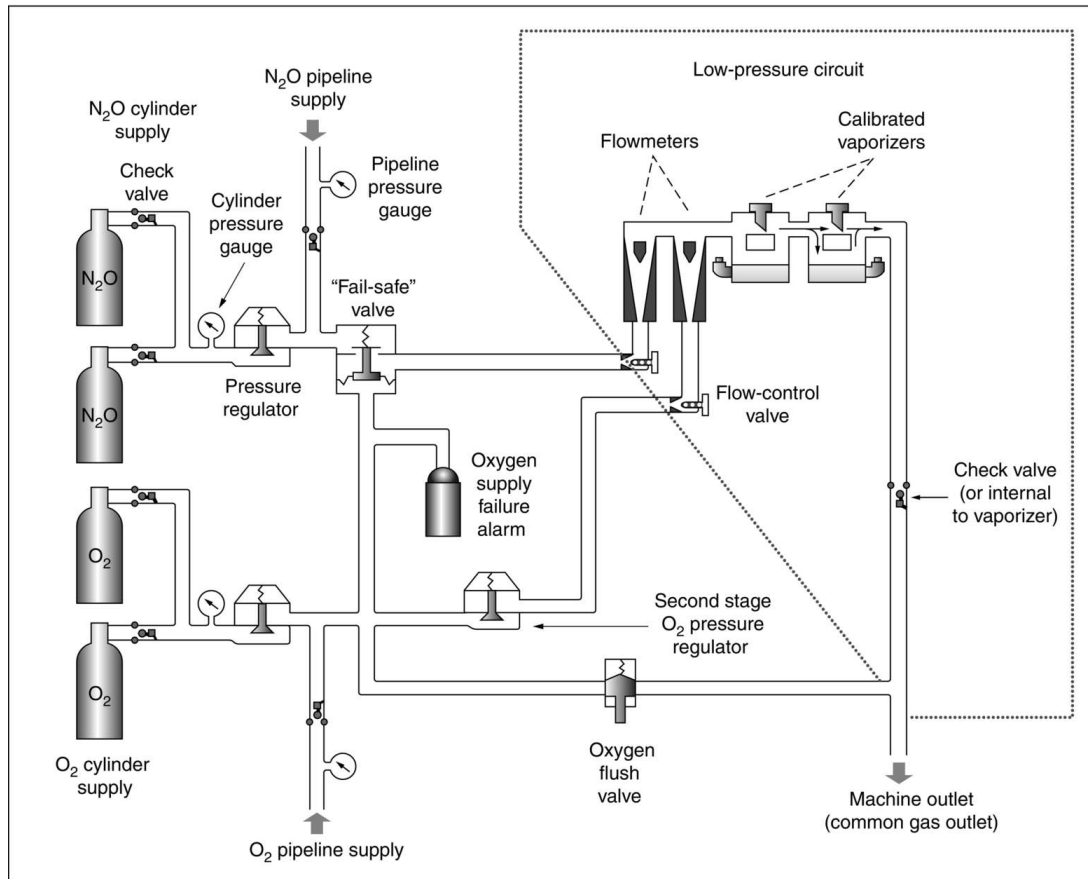 Low-pressure circuit
N₂O pipeline
supply
N₂O cylinder
supply
Calibrated
vaporizers
Flowmeters
Check
valve
Pipeline
pressure
gauge
Cylinder
pressure
gauge
N₂O
“Fail-safe”
valve
N₂O
Pressure
regulator
Flow-control
valve
Oxygen
supply
failure
alarm
Check valve
(or internal
to vaporizer)
O₂
Second stage
O₂ pressure
regulator
O₂
O₂ cylinder
supply
Oxygen
flush
valve
Machine outlet
(common gas outlet)
O₂ pipeline supply